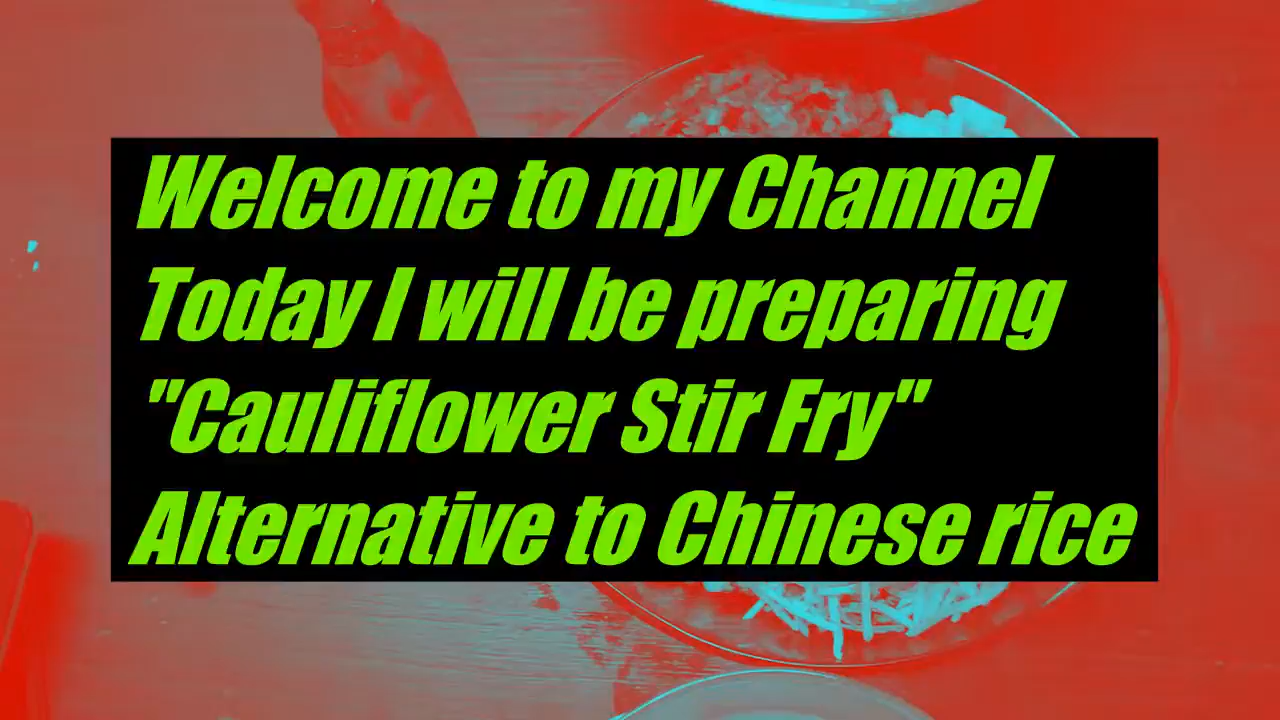 Welcome to my Channel
Today I will be preparing
"Cauliflower Stir Fry"
Alternative to Chinese rice